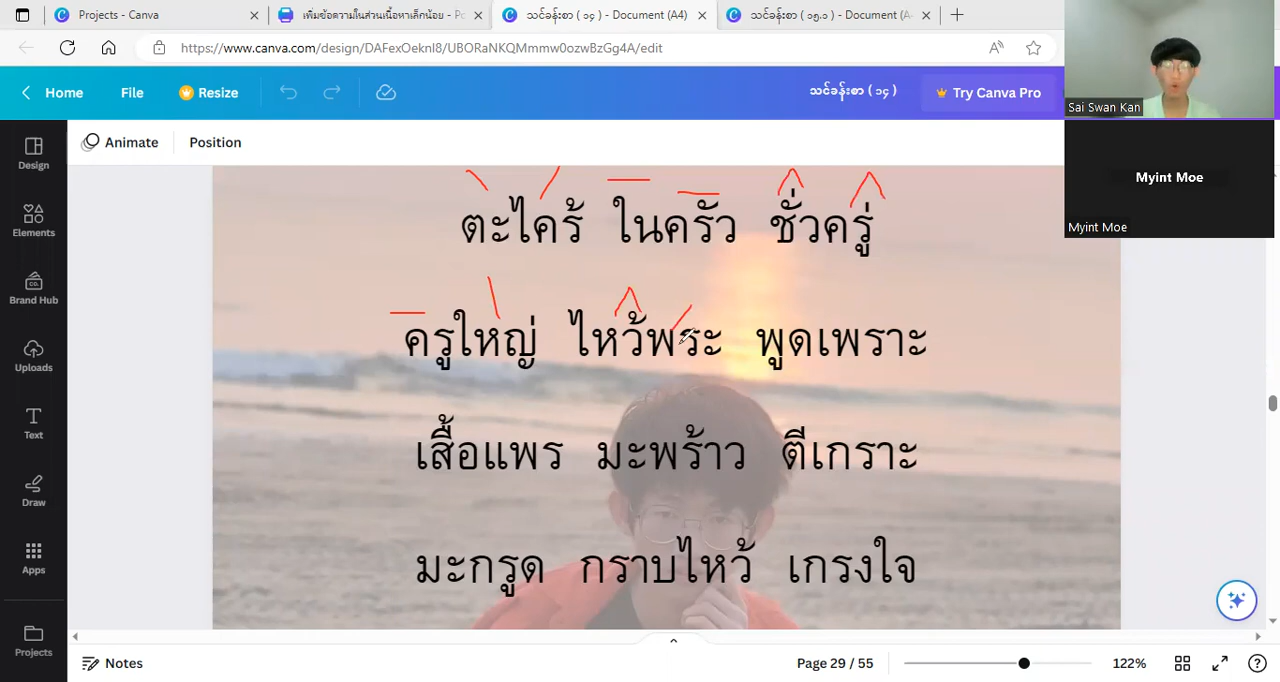 Projects - Canva
เพิ่มข้อความในส่วนเนื้อหาเล็กน้อย - Po
သင်ခန်းစာ ( ၁၄ ) - Document (A4)
သင်ခန်းစာ ( ၁၅.၁ ) - Document (A4
https://www.canva.com/design/DAFexOeknI8/UBORaNKQMmmw0ozwBzGg4A/edit
Home
File
Resize
သင်ခန်းစာ ( ၁၄ )
Try Canva Pro
Sai Swan Kan
Animate
Position
Myint Moe
Myint Moe
Design
Elements
CO.
Brand Hub
Uploads
Text
Draw
Apps
Projects
ตะไคร้ ในครัว ชั่วครู่
ครูใหญ่ ไหว้พระ พูดเพราะ
เสื้อแพร มะพร้าว ตีเกราะ
มะกรูด กราบไหว้ เกรงใจ
Notes
Page 29 / 55
122%